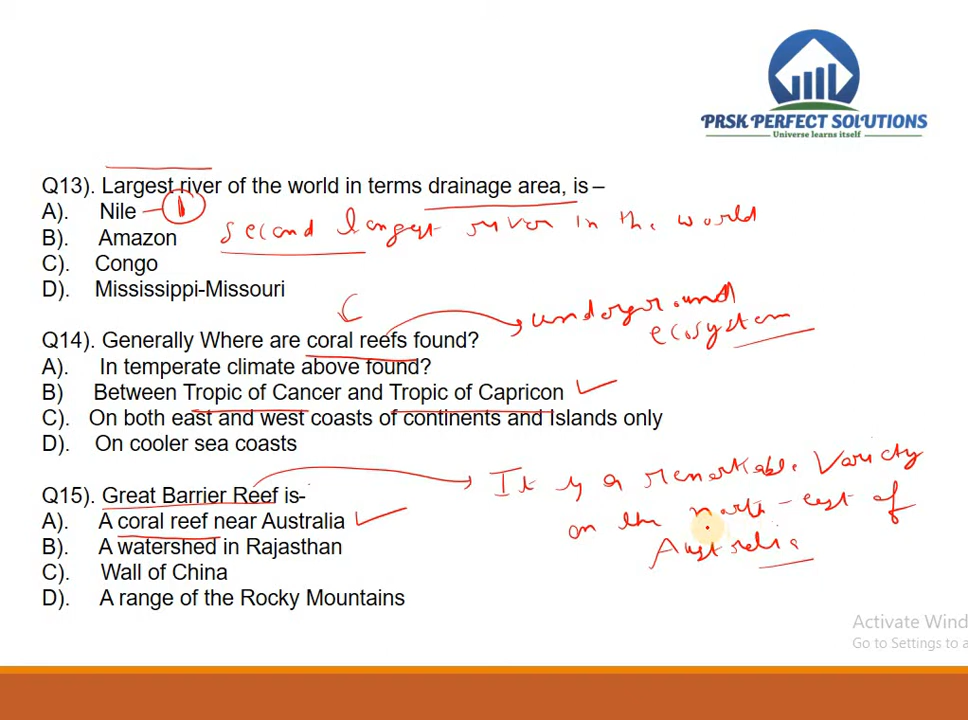 PRSK PERFECT SOLUTIONS
Universe learns itself
Q13). Largest river of the world in terms drainage area, is –
A). Nile – 1
B). Amazon second largest river in the world
C). Congo
D). Mississippi-Missouri
Q14). Generally Where are coral reefs found? underground ecosystem
A). In temperate climate above found?
B) Between Tropic of Cancer and Tropic of Capricon
C). On both east and west coasts of continents and Islands only
D). On cooler sea coasts
Q15). Great Barrier Reef is-
A). A coral reef near Australia
B). A watershed in Rajasthan
C). Wall of China
D). A range of the Rocky Mountains
It is a remarkable Variety
on the north - east of
Australia
Activate Wind
Go to Settings to a